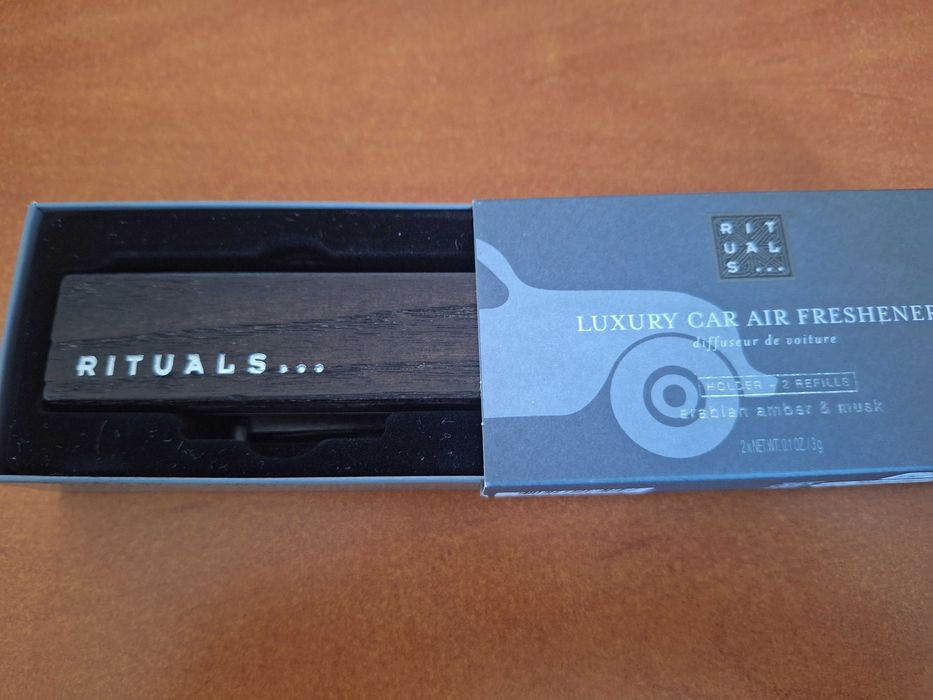 RITUALS...
RIT
UAL
S...
LUXURY CAR AIR FRESHENER
diffuseur de voiture
HOLDER + 2 REFILLS
arabian amber & musk
2 x NET.WT. 0.1 OZ. / 3g